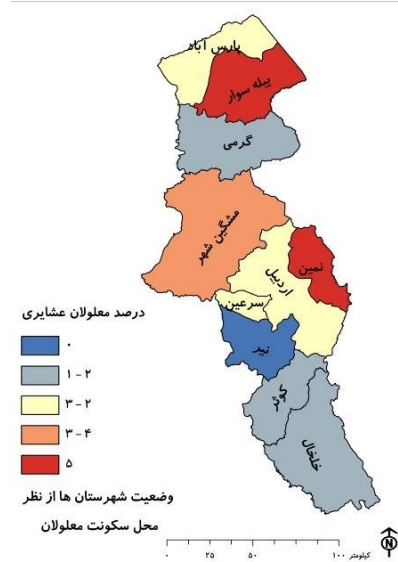 پارس آباد
بیله سوار
گرمی
مشگین شهر
نمین
اردبیل
سرعین
نیر
کوثر
خلخال
درصد معلولان عشایری
۰
۱ - ۲
۳ - ۲
۳ - ۴
۵
وضعیت شهرستان ها از نظر
محل سکونت معلولان
۰ ۲۵ ۵۰ ۱۰۰ کیلومتر
N